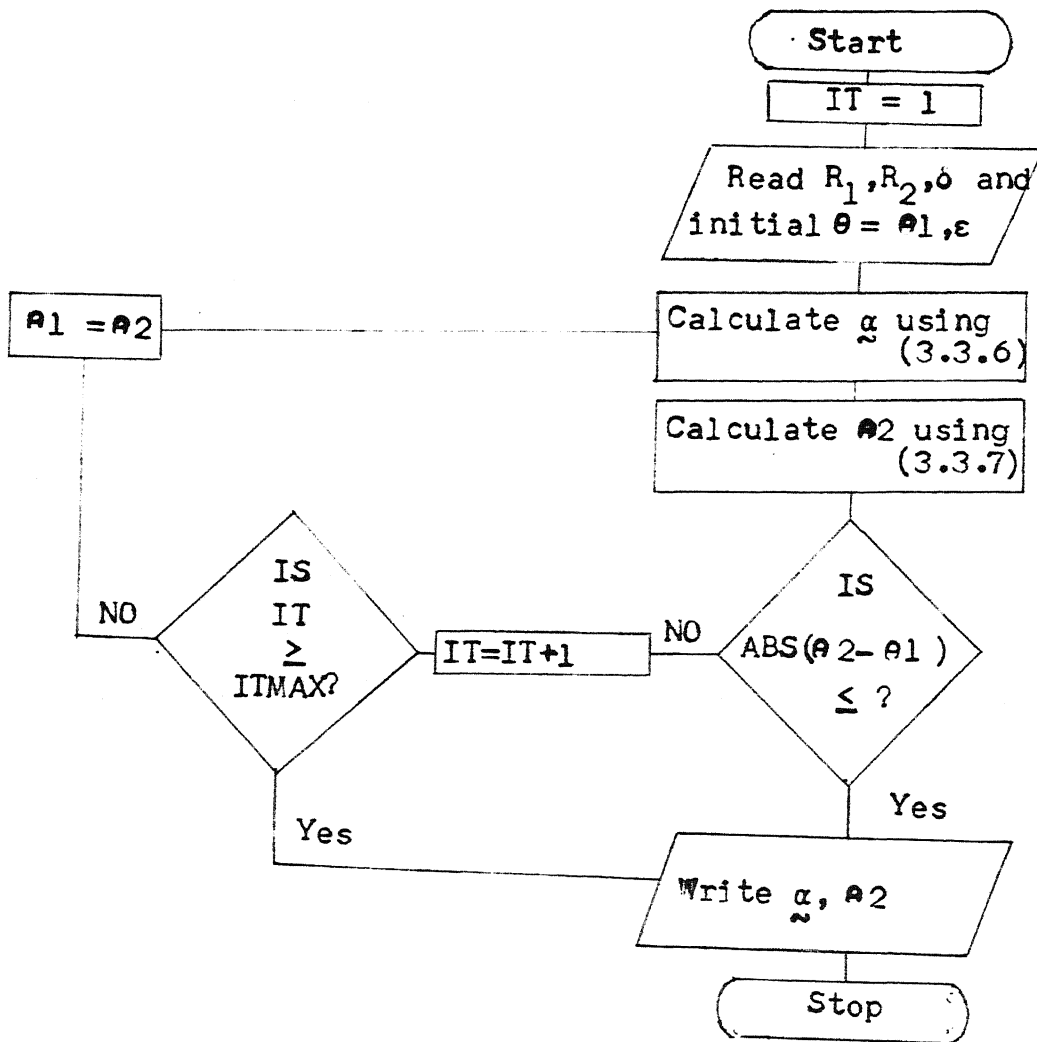 Start
IT = 1
Read R₁,R₂,δ and
initial θ = θ1,ε
Calculate α̰ using
(3.3.6)
θ1 =θ2
Calculate θ2 using
(3.3.7)
IS
ABS(θ2-θ1)
≤ ?
NO
IT=IT+1
IS
IT
≥
ITMAX?
NO
Yes
Yes
Write α̰, θ2
Stop